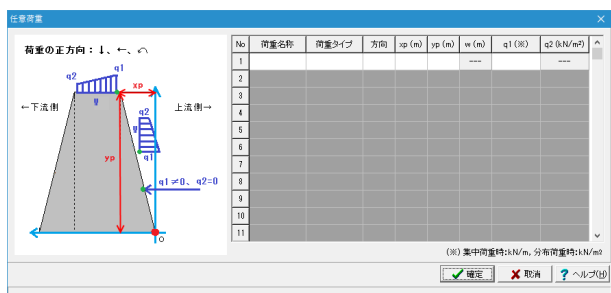 任意荷重
荷重の正方向：↓、←、↶
q1
q2
w
xp
←下流側
上流側→
q2
w
q1
yp
q1≠0、q2=0
O
No 荷重名称 荷重タイプ 方向 xp(m) yp(m) w(m) q1(※) q2(kN/m²)
1 --- ---
2
3
4
5
6
7
8
9
10
11
(※)集中荷重時:kN/m,分布荷重時:kN/m²
確定 取消 ? ヘルプ(H)